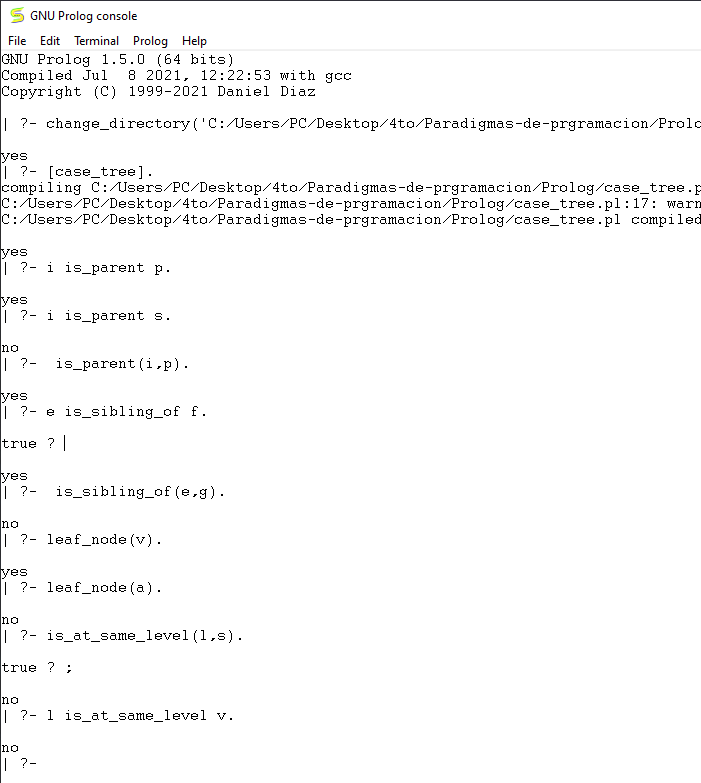 GNU Prolog console
File Edit Terminal Prolog Help
GNU Prolog 1.5.0 (64 bits)
Compiled Jul  8 2021, 12:22:53 with gcc
Copyright (C) 1999-2021 Daniel Diaz
| ?- change_directory('C:/Users/PC/Desktop/4to/Paradigmas-de-prgramacion/Prolo
yes
| ?- [case_tree].
compiling C:/Users/PC/Desktop/4to/Paradigmas-de-prgramacion/Prolog/case_tree.p
C:/Users/PC/Desktop/4to/Paradigmas-de-prgramacion/Prolog/case_tree.pl:17: warn
C:/Users/PC/Desktop/4to/Paradigmas-de-prgramacion/Prolog/case_tree.pl compiled
yes
| ?- i is_parent p.
yes
| ?- i is_parent s.
no
| ?-  is_parent(i,p).
yes
| ?- e is_sibling_of f.
true ?
yes
| ?-  is_sibling_of(e,g).
no
| ?- leaf_node(v).
yes
| ?- leaf_node(a).
no
| ?- is_at_same_level(l,s).
true ? ;
no
| ?- l is_at_same_level v.
no
| ?-